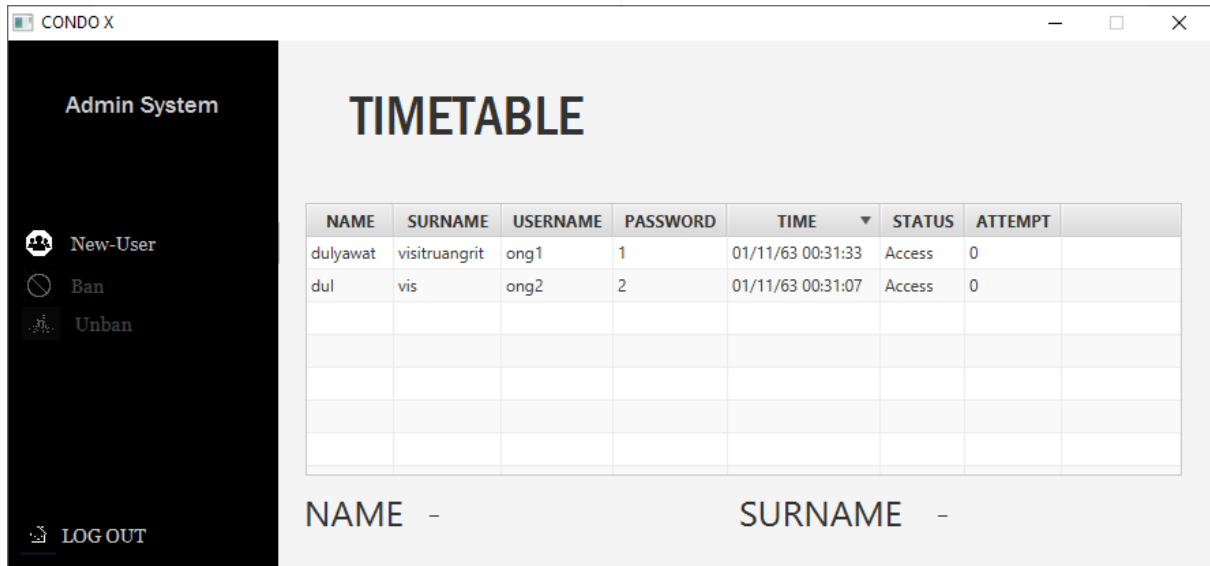 CONDO X
Admin System
TIMETABLE
NAME SURNAME USERNAME PASSWORD TIME STATUS ATTEMPT
dulyawat visitruangrit ong1 1 01/11/63 00:31:33 Access 0
dul vis ong2 2 01/11/63 00:31:07 Access 0
New-User
Ban
Unban
NAME - SURNAME -
LOG OUT